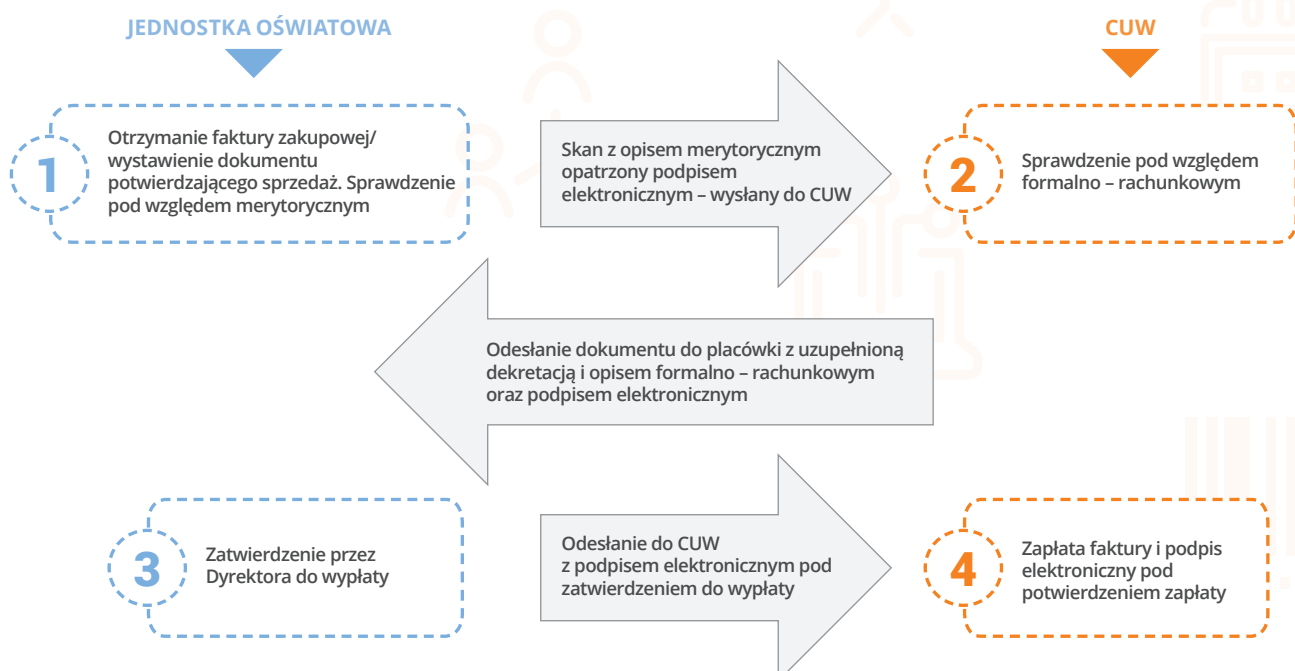 JEDNOSTKA OŚWIATOWA
CUW
1
Otrzymanie faktury zakupowej/
wystawienie dokumentu
potwierdzającego sprzedaż. Sprawdzenie
pod względem merytorycznym
Skan z opisem merytorycznym
opatrzony podpisem
elektronicznym – wysłany do CUW
2
Sprawdzenie pod względem
formalno – rachunkowym
Odesłanie dokumentu do placówki z uzupełnioną
dekretacją i opisem formalno – rachunkowym
oraz podpisem elektronicznym
3
Zatwierdzenie przez
Dyrektora do wypłaty
Odesłanie do CUW
z podpisem elektronicznym pod
zatwierdzeniem do wypłaty
4
Zapłata faktury i podpis
elektroniczny pod
potwierdzeniem zapłaty